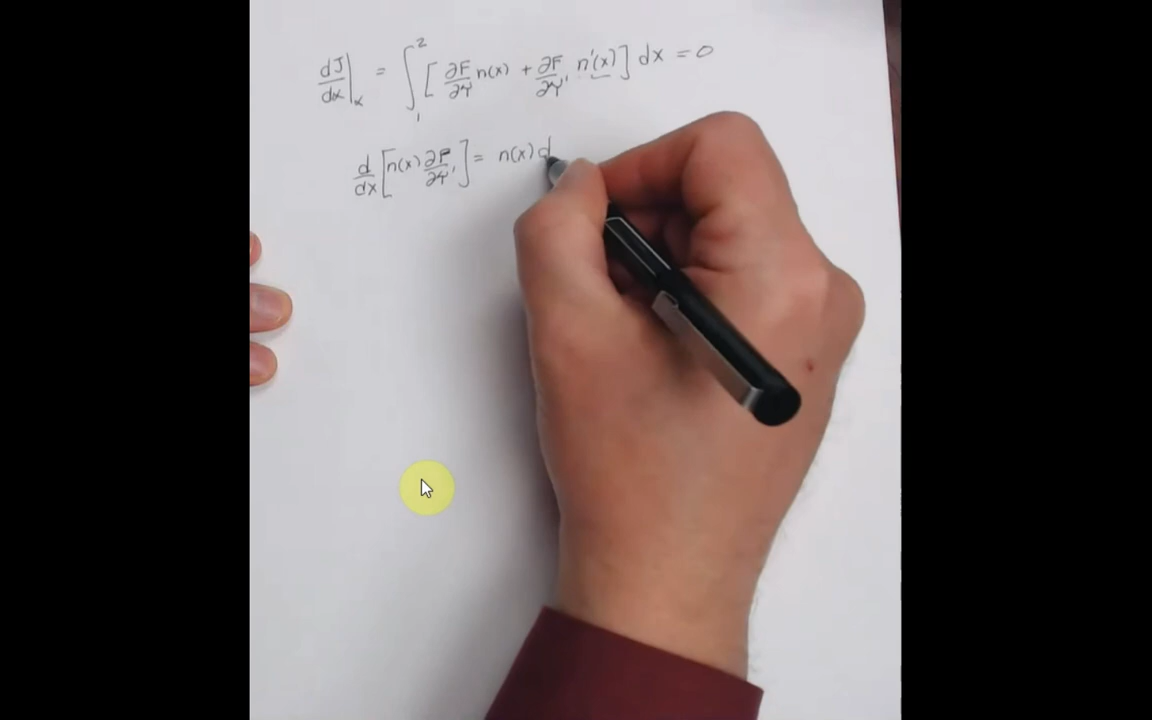 dJ/dα|α = ∫₁² [∂F/∂Y n(x) + ∂F/∂Y' n'(x)] dx = 0
d/dx [n(x) ∂F/∂Y'] = n(x) d